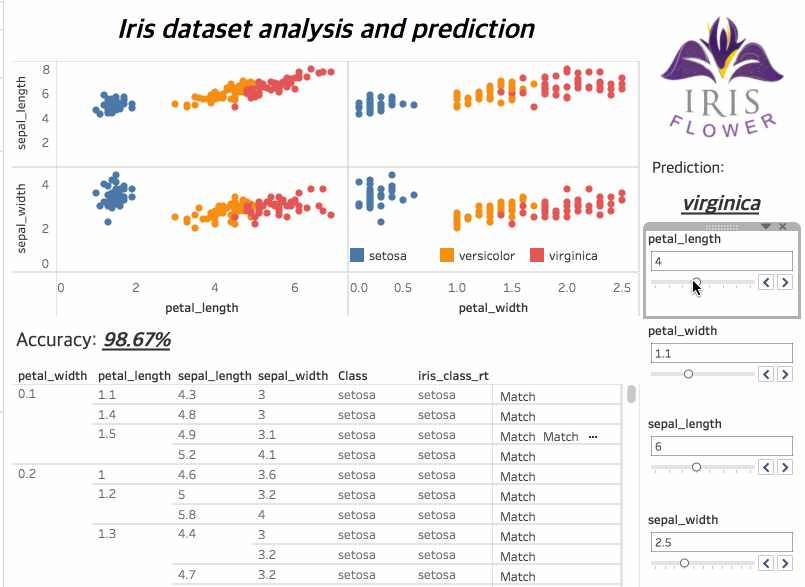 Iris dataset analysis and prediction
IRIS
FLOWER
sepal_length
8
6
4
2
sepal_width
4
2
0
setosa versicolor virginica
0 2 4 6 0.0 0.5 1.0 1.5 2.0 2.5
petal_length petal_width
Prediction:
virginica
petal_length
4
petal_width
1.1
sepal_length
6
sepal_width
2.5
Accuracy: 98.67%
petal_width petal_length sepal_length sepal_width Class iris_class_rt
0.1 1.1 4.3 3 setosa setosa Match
1.4 4.8 3 setosa setosa Match
1.5 4.9 3.1 setosa setosa Match Match ...
5.2 4.1 setosa setosa Match
0.2 1 4.6 3.6 setosa setosa Match
1.2 5 3.2 setosa setosa Match
5.8 4 setosa setosa Match
1.3 4.4 3 setosa setosa Match
3.2 setosa setosa Match
4.7 3.2 setosa setosa Match